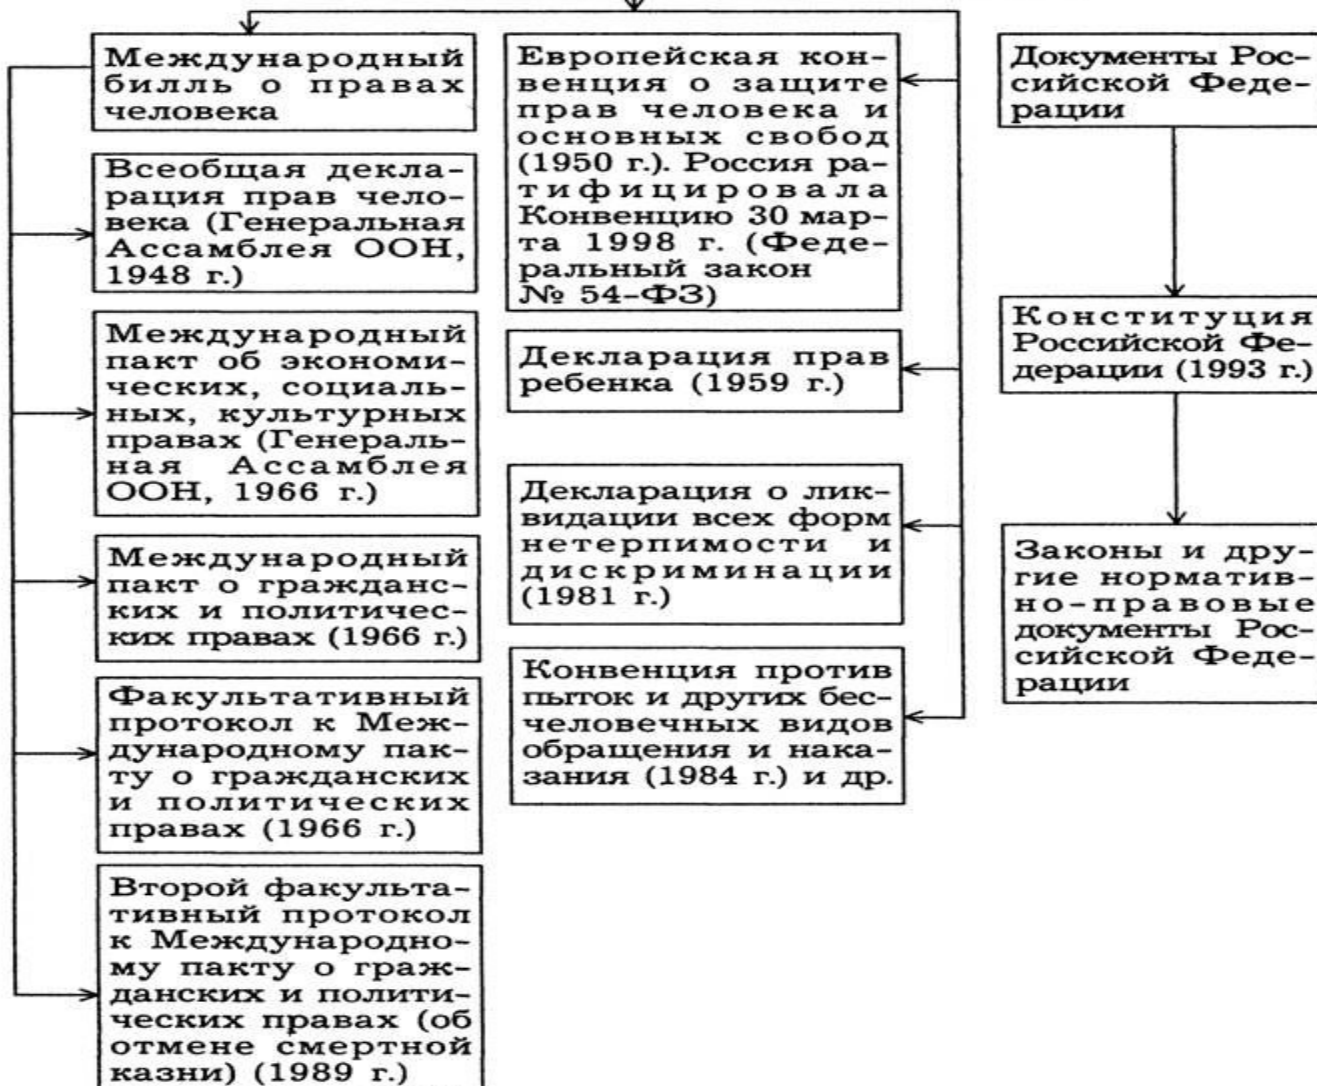 Международный
билль о правах
человека
Всеобщая декла-
рация прав чело-
века (Генеральная
Ассамблея ООН,
1948 г.)
Международный
пакт об экономи-
ческих, социаль-
ных, культурных
правах (Генераль-
ная Ассамблея
ООН, 1966 г.)
Международный
пакт о гражданс-
ких и политичес-
ких правах (1966 г.)
Факультативный
протокол к Меж-
дународному пак-
ту о гражданских
и политических
правах (1966 г.)
Второй факульта-
тивный протокол
к Международно-
му пакту о граж-
данских и полити-
ческих правах (об
отмене смертной
казни) (1989 г.)
Европейская кон-
венция о защите
прав человека и
основных свобод
(1950 г.). Россия ра-
тифицировала
Конвенцию 30 мар-
та 1998 г. (Феде-
ральный закон
№ 54-ФЗ)
Декларация прав
ребенка (1959 г.)
Декларация о лик-
видации всех форм
нетерпимости и
дискриминации
(1981 г.)
Конвенция против
пыток и других бес-
человечных видов
обращения и нака-
зания (1984 г.) и др.
Документы Рос-
сийской Феде-
рации
Конституция
Российской Фе-
дерации (1993 г.)
Законы и дру-
гие норматив-
но-правовые
документы Рос-
сийской Феде-
рации